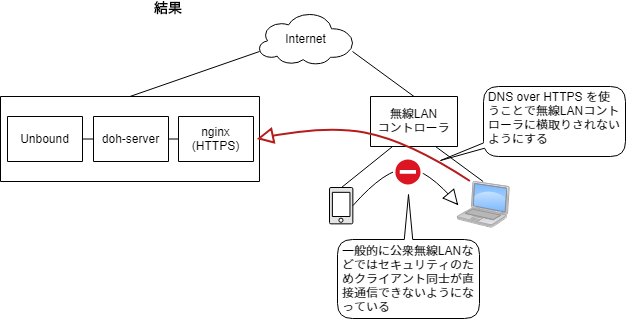 結果
Internet
Unbound
doh-server
nginx
(HTTPS)
無線LAN
コントローラ
DNS over HTTPS を使
うことで無線LANコント
ローラに横取りされない
ようにする
一般的に公衆無線LANな
どではセキュリティのた
めクライアント同士が直
接通信できないようにな
っている